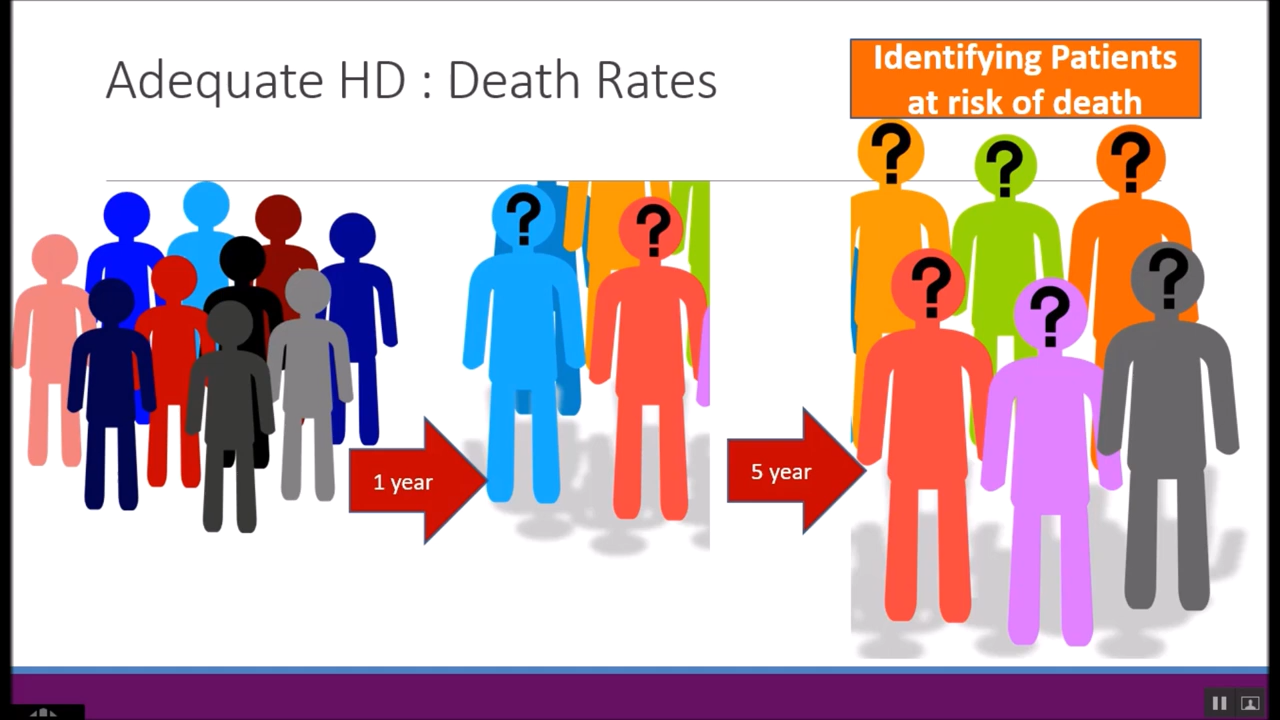 Adequate HD : Death Rates
Identifying Patients
at risk of death
?
?
?
?
?
?
?
?
1 year
5 year